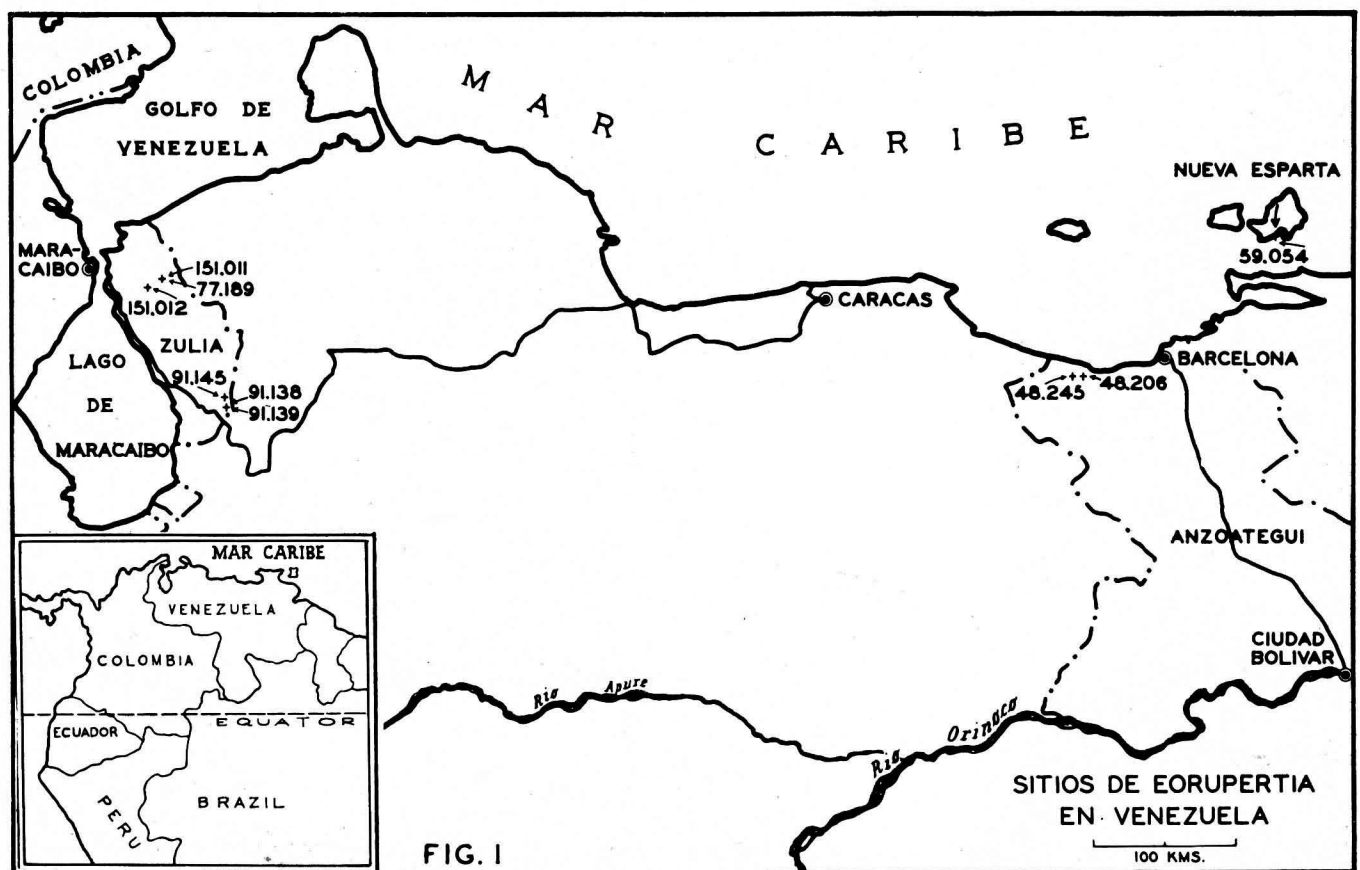 COLOMBIA
GOLFO DE
VENEZUELA
MAR CARIBE
NUEVA ESPARTA
59.054
MARA-
CAIBO
151.011
77.189
151.012
CARACAS
ZULIA
LAGO
DE
MARACAIBO
91.145
91.138
91.139
BARCELONA
48.245
48.206
ANZOATEGUI
CIUDAD
BOLIVAR
Rio Apure
Rio Orinoco
MAR CARIBE
VENEZUELA
COLOMBIA
EQUATOR
ECUADOR
PERU
BRAZIL
FIG. I
SITIOS DE EORUPERTIA
EN VENEZUELA
100 KMS.